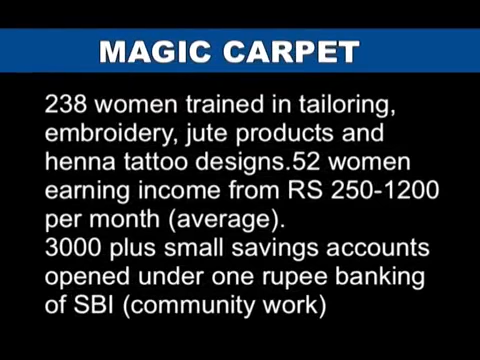 MAGIC CARPET
238 women trained in tailoring,
embroidery, jute products and
henna tattoo designs.52 women
earning income from RS 250-1200
per month (average).
3000 plus small savings accounts
opened under one rupee banking
of SBI (community work)